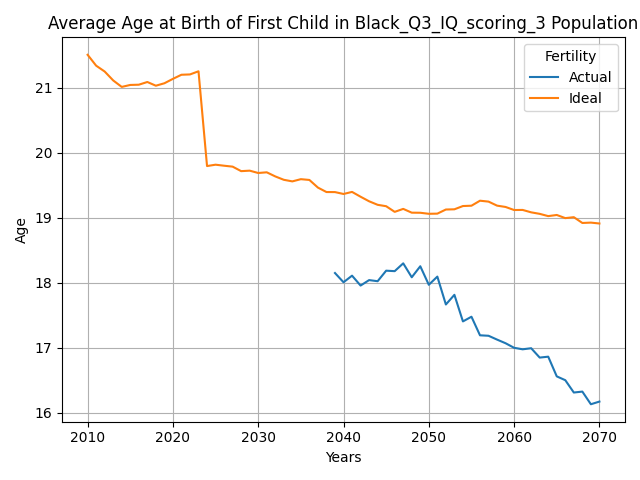 Average Age at Birth of First Child in Black_Q3_IQ_scoring_3 Population
Fertility
Actual
Ideal
Age
21
20
19
18
17
16
2010 2020 2030 2040 2050 2060 2070
Years